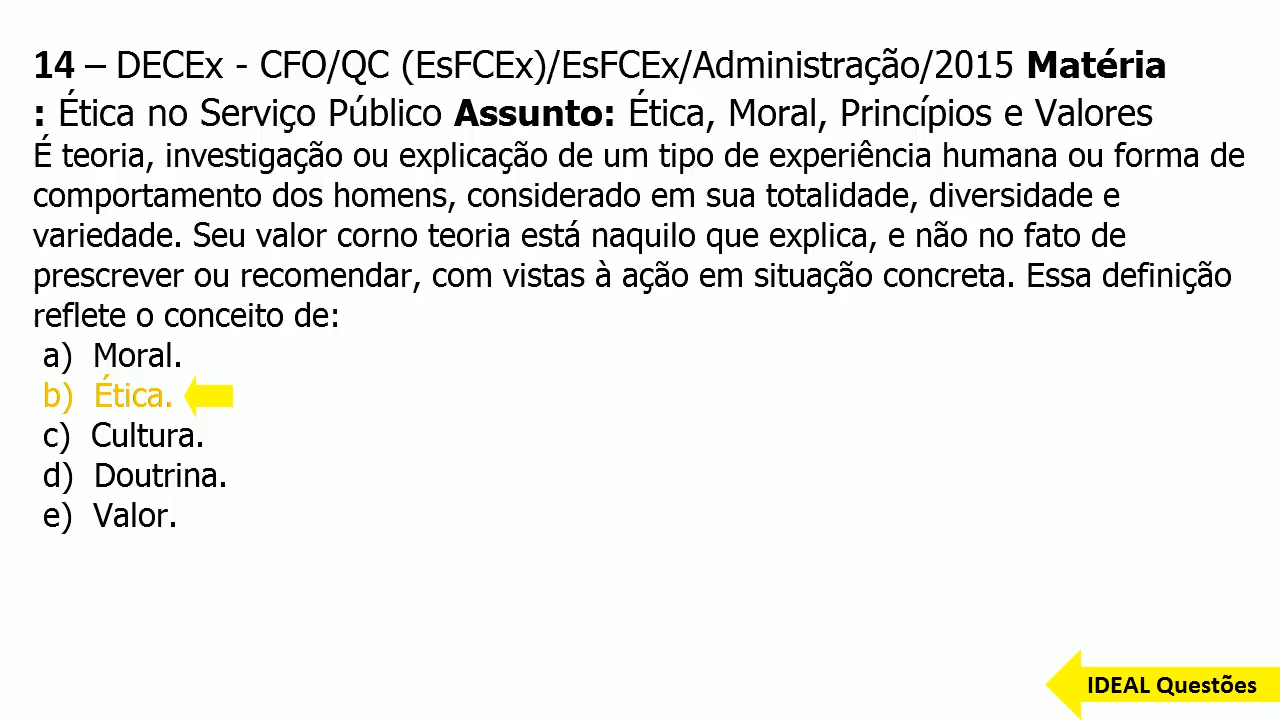 14 – DECEx - CFO/QC (EsFCEx)/EsFCEx/Administração/2015 Matéria
: Ética no Serviço Público Assunto: Ética, Moral, Princípios e Valores
É teoria, investigação ou explicação de um tipo de experiência humana ou forma de
comportamento dos homens, considerado em sua totalidade, diversidade e
variedade. Seu valor corno teoria está naquilo que explica, e não no fato de
prescrever ou recomendar, com vistas à ação em situação concreta. Essa definição
reflete o conceito de:
a) Moral.
b) Ética.
c) Cultura.
d) Doutrina.
e) Valor.
IDEAL Questões